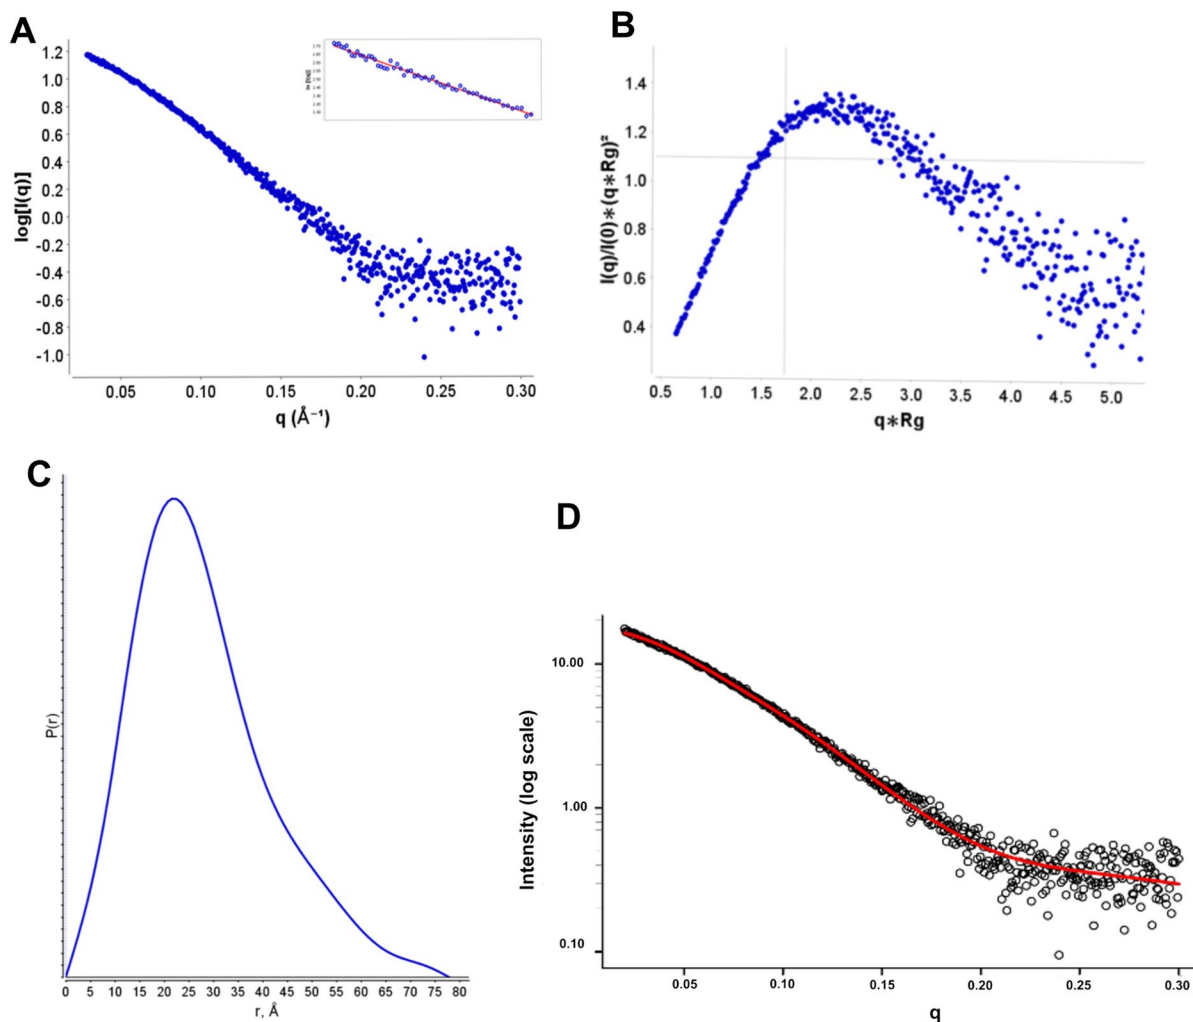 A
1.2
1.0
0.8
0.6
0.4
0.2
0.0
-0.2
-0.4
-0.6
-0.8
-1.0
log[I(q)]
0.05 0.10 0.15 0.20 0.25 0.30
q (Å⁻¹)
B
1.4
1.2
1.0
0.8
0.6
0.4
I(q)/I(0)*(q*Rg)²
0.5 1.0 1.5 2.0 2.5 3.0 3.5 4.0 4.5 5.0
q*Rg
C
P(r)
0 5 10 15 20 25 30 35 40 45 50 55 60 65 70 75 80
r, Å
D
Intensity (log scale)
10.00
1.00
0.10
0.05 0.10 0.15 0.20 0.25 0.30
q